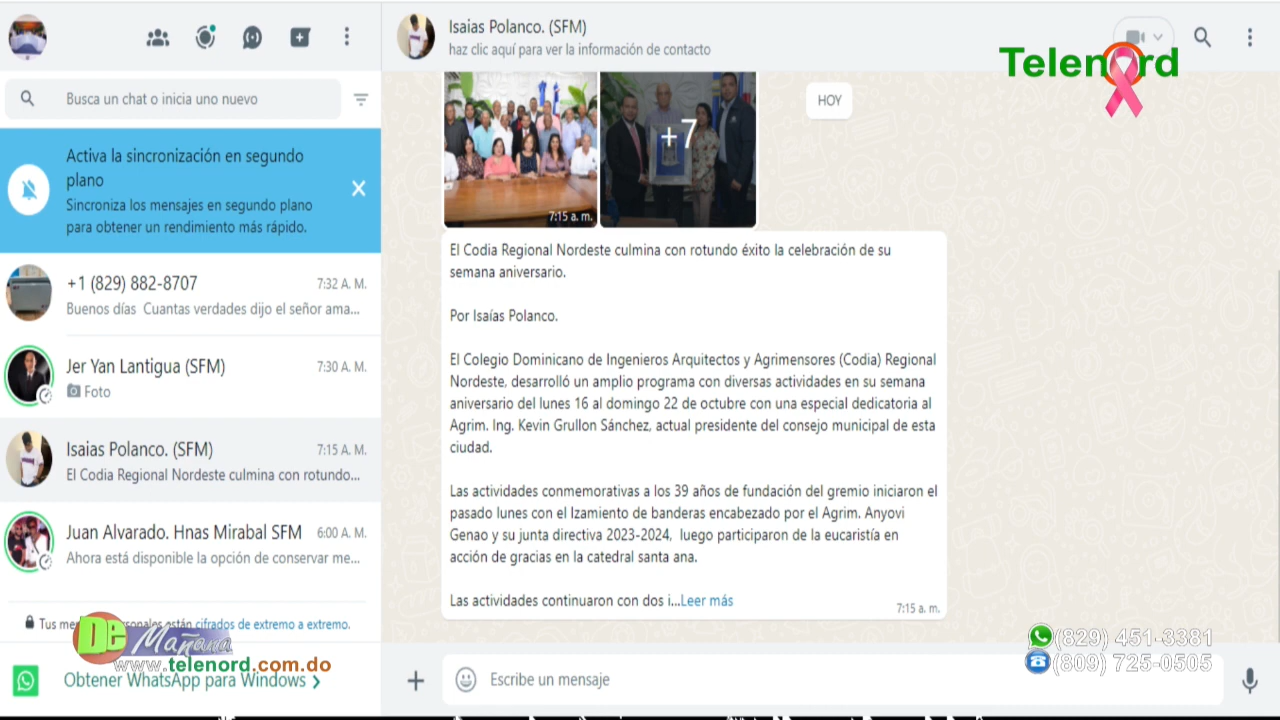 Busca un chat o inicia uno nuevo
Activa la sincronización en segundo
plano
Sincroniza los mensajes en segundo plano
para obtener un rendimiento más rápido.
+1 (829) 882-8707
7:32 A. M.
Buenos días Cuantas verdades dijo el señor ama...
Jer Yan Lantigua (SFM)
7:30 A. M.
Foto
Isaias Polanco. (SFM)
7:15 A. M.
El Codia Regional Nordeste culmina con rotundo...
Juan Alvarado. Hnas Mirabal SFM
6:00 A. M.
Ahora está disponible la opción de conservar me...
Tus están cifrados de extremo a extremo.
De Mañana
www.telenord.com.do
Obtener WhatsApp para Windows
Isaias Polanco. (SFM)
haz clic aquí para ver la información de contacto
Telenord
HOY
+7
7:15 a. m.
El Codia Regional Nordeste culmina con rotundo éxito la celebración de su
semana aniversario.
Por Isaías Polanco.
El Colegio Dominicano de Ingenieros Arquitectos y Agrimensores (Codia) Regional
Nordeste, desarrolló un amplio programa con diversas actividades en su semana
aniversario del lunes 16 al domingo 22 de octubre con una especial dedicatoria al
Agrim. Ing. Kevin Grullon Sánchez, actual presidente del consejo municipal de esta
ciudad.
Las actividades conmemorativas a los 39 años de fundación del gremio iniciaron el
pasado lunes con el Izamiento de banderas encabezado por el Agrim. Anyovi
Genao y su junta directiva 2023-2024, luego participaron de la eucaristía en
acción de gracias en la catedral santa ana.
Las actividades continuaron con dos i...Leer más
7:15 a. m.
(829) 451-3381
(809) 725-0505
Escribe un mensaje